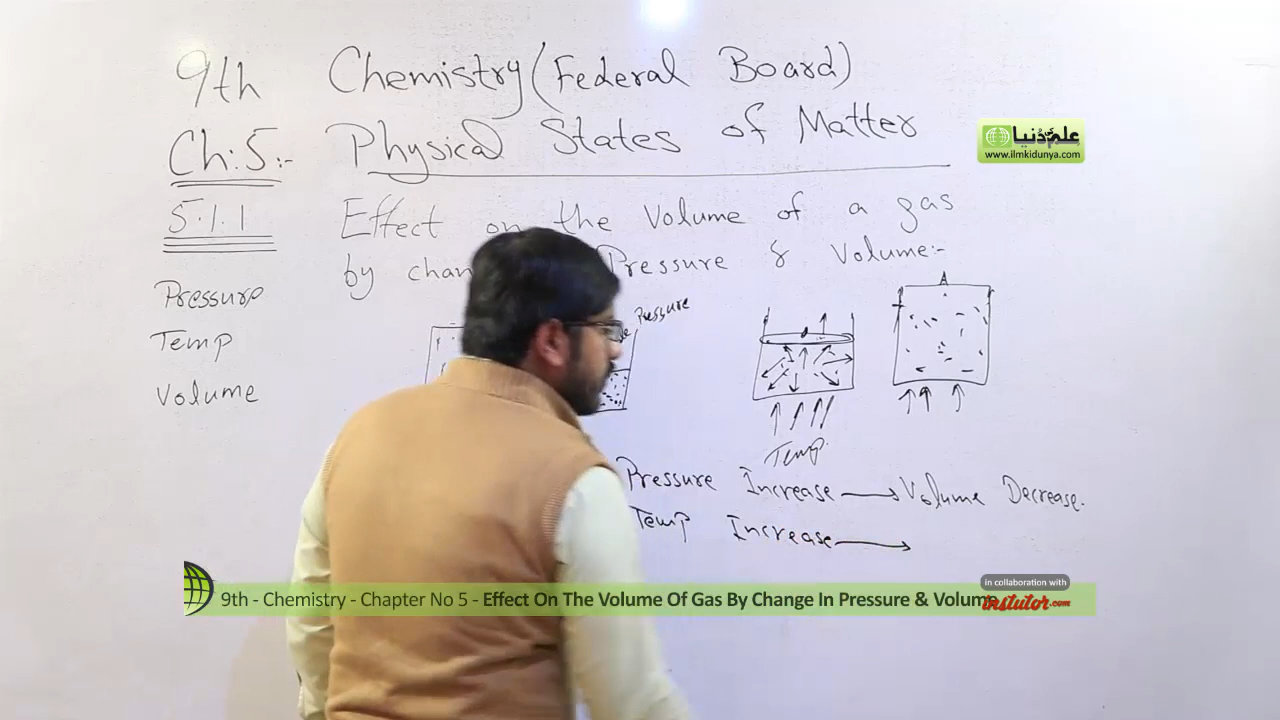 9th Chemistry (Federal Board)
Ch:5:- Physical States of Matter
علم کی دُنیا
www.ilmkidunya.com
5.1.1 Effect on the Volume of a gas
by chan Pressure & Volume:-
Pressure
Temp
Volume
Pressure
Temp.
Pressure Increase → Volume Decrease.
Temp Increase →
in collaboration with
9th - Chemistry - Chapter No 5 - Effect On The Volume Of Gas By Change In Pressure & Volume
instutor.com